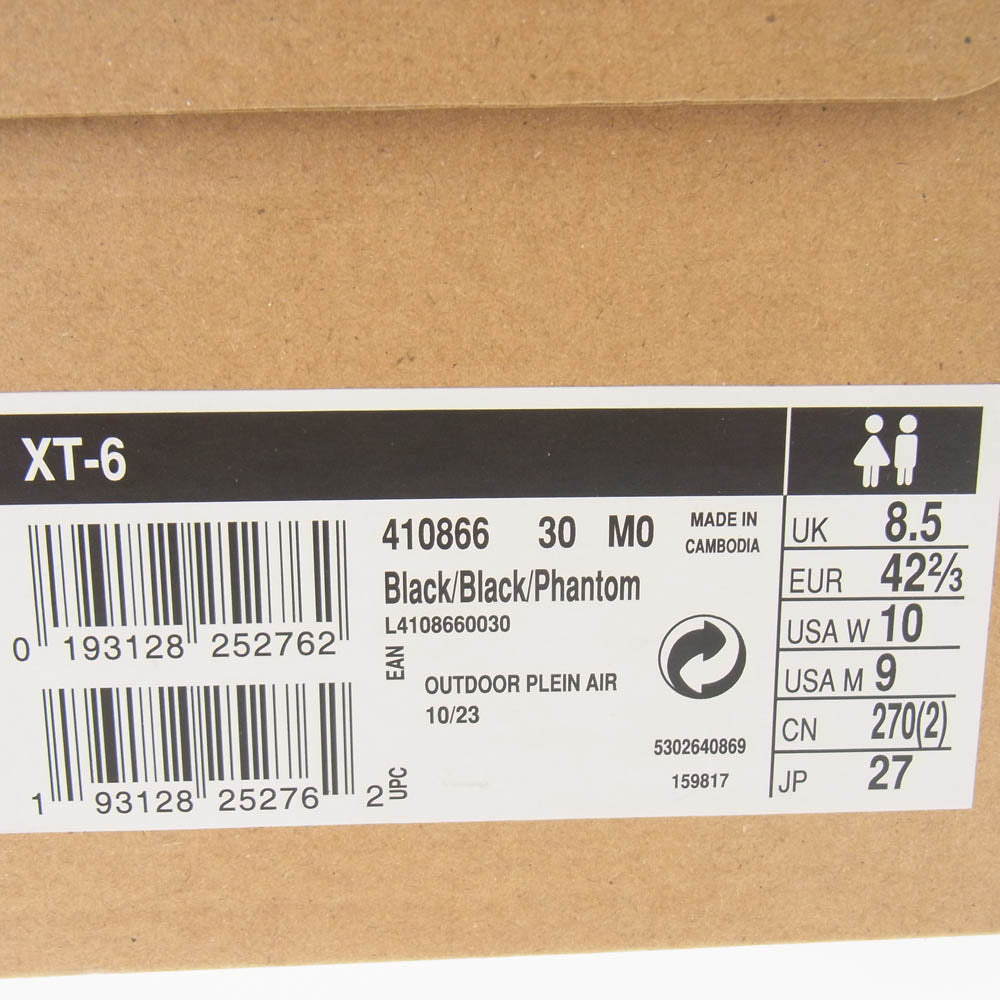 XT-6
410866 30 M0
MADE IN
CAMBODIA
Black/Black/Phantom
L4108660030
0 193128 252762
EAN
OUTDOOR PLEIN AIR
10/23
1 93128 25276 2
UPC
5302640869
159817
UK 8.5
EUR 42⅔
USA W 10
USA M 9
CN 270(2)
JP 27